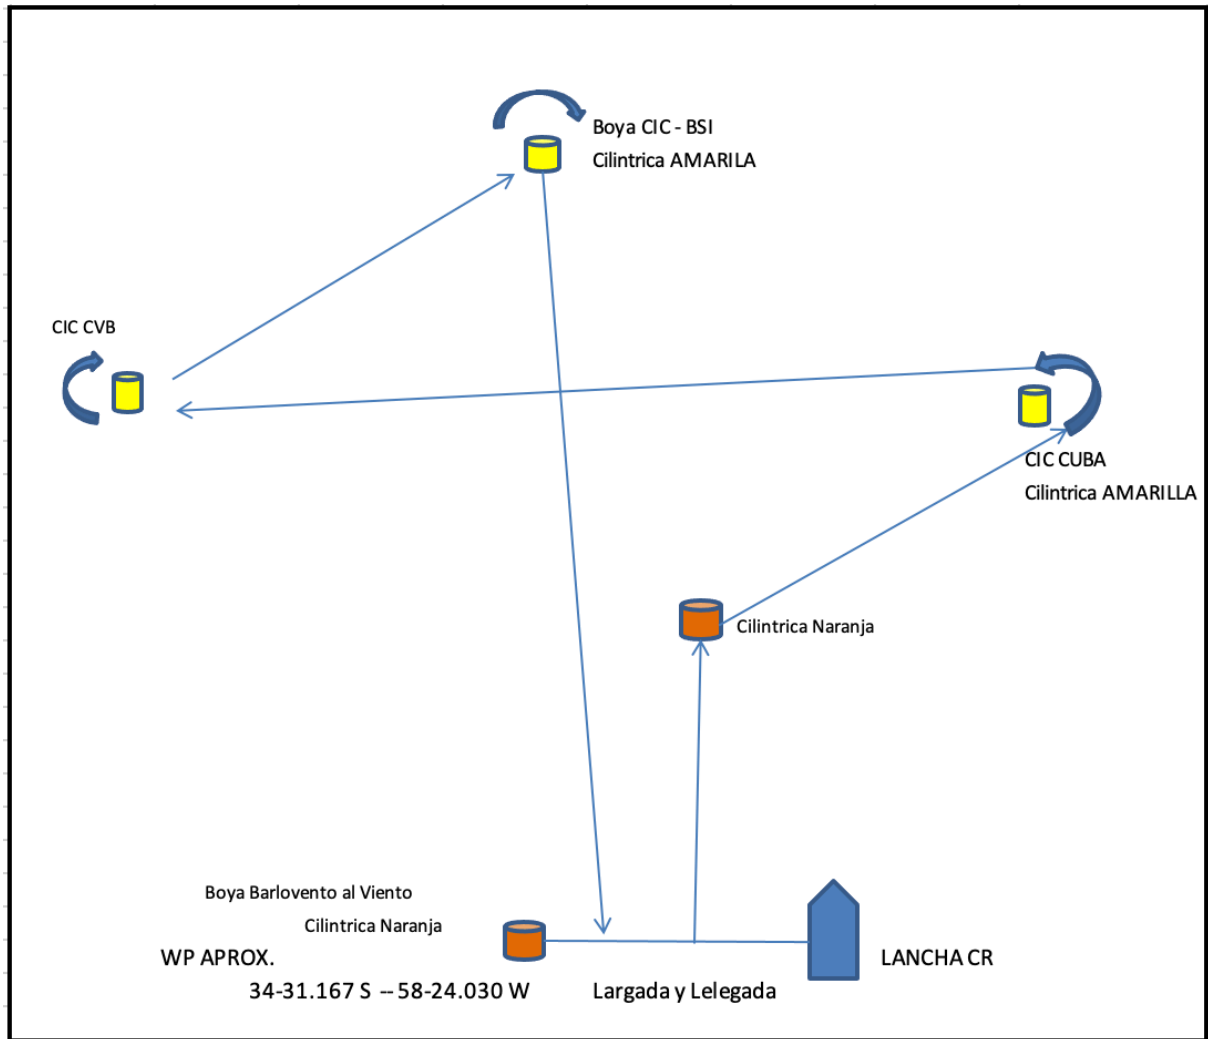 Boya CIC - BSI
Cilintrica AMARILA
CIC CVB
CIC CUBA
Cilintrica AMARILLA
Cilintrica Naranja
Boya Barlovento al Viento
Cilintrica Naranja
WP APROX.
34-31.167 S -- 58-24.030 W
Largada y Lelegada
LANCHA CR